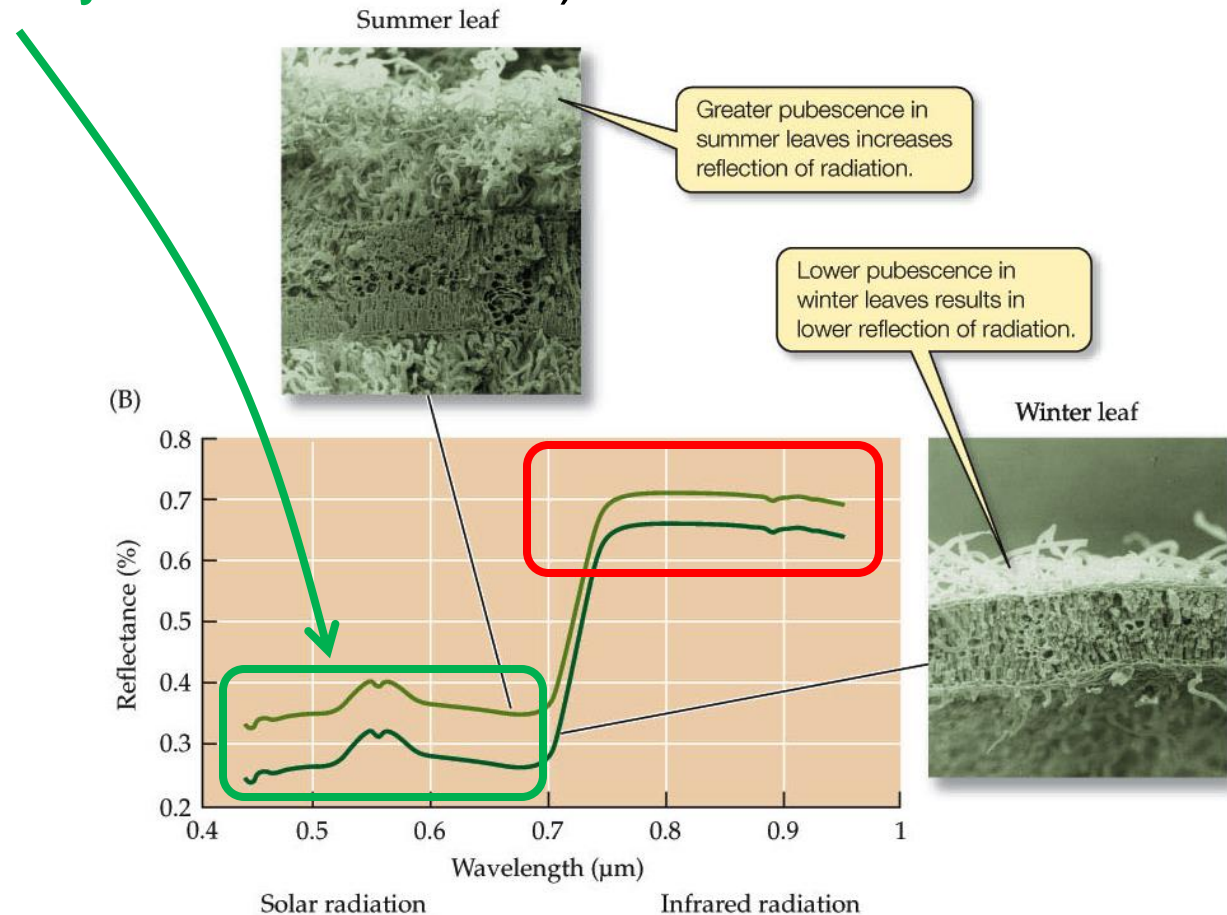 Summer leaf
Greater pubescence in
summer leaves increases
reflection of radiation.
Lower pubescence in
winter leaves results in
lower reflection of radiation.
(B)
Winter leaf
0.8
0.7
0.6
0.5
0.4
0.3
0.2
Reflectance (%)
0.4 0.5 0.6 0.7 0.8 0.9 1
Wavelength (μm)
Solar radiation Infrared radiation